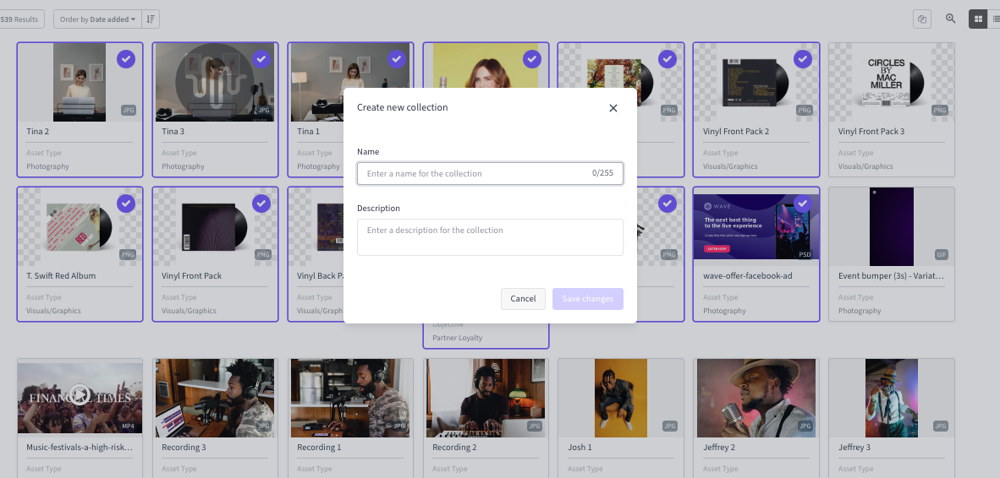 539 Results
Order by Date added
JPG
JPG
PNG
PNG
PNG
CIRCLES
BY
MAC
MILLER
Tina 2
Tina 3
Tina 1
Vinyl Front Pack 2
Vinyl Front Pack 3
Asset Type
Asset Type
Asset Type
Asset Type
Asset Type
Photography
Photography
Photography
Visuals/Graphics
Visuals/Graphics
Create new collection
Name
Enter a name for the collection
0/255
Description
Enter a description for the collection
Cancel
Save changes
RED
PNG
PNG
PNG
WAVE
The next best thing
to the live experience
LISTEN NOW
PSD
GIF
T. Swift Red Album
Vinyl Front Pack
Vinyl Back Pa
wave-offer-facebook-ad
Event bumper (3s) - Variat...
Asset Type
Asset Type
Asset Type
Asset Type
Asset Type
Visuals/Graphics
Visuals/Graphics
Visuals/Graph
Photography
Photography
Objective
Partner Loyalty
FINANCIAL TIMES
MP4
JPG
JPG
JPG
JPG
JPG
JPG
Music-festivals-a-high-risk...
Recording 3
Recording 1
Recording 2
Josh 1
Jeffrey 2
Jeffrey 3
Asset Type
Asset Type
Asset Type
Asset Type
Asset Type
Asset Type
Asset Type